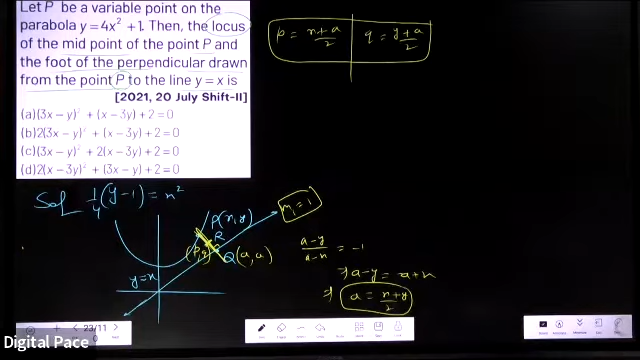 Let P be a variable point on the
parabola y = 4x² + 1. Then, the locus
of the mid point of the point P and
the foot of the perpendicular drawn
from the point P to the line y = x is
[2021, 20 July Shift-II]
(a) (3x – y)² + (x – 3y) + 2 = 0
(b) 2(3x – y)² + (x – 3y) + 2 = 0
(c) (3x – y)² + 2(x – 3y) + 2 = 0
(d) 2(x – 3y)² + (3x – y) + 2 = 0
p = x+a/2 q = y+a/2
Sol 1/4 (y-1) = x²
P(x,y)
m₁ = 1
R
(p,q)
Q(a,a)
y=x
a-y/a-x = -1
⇒ a-y = -a+x
⇒ a = x+y/2
23/11
Digital Pace